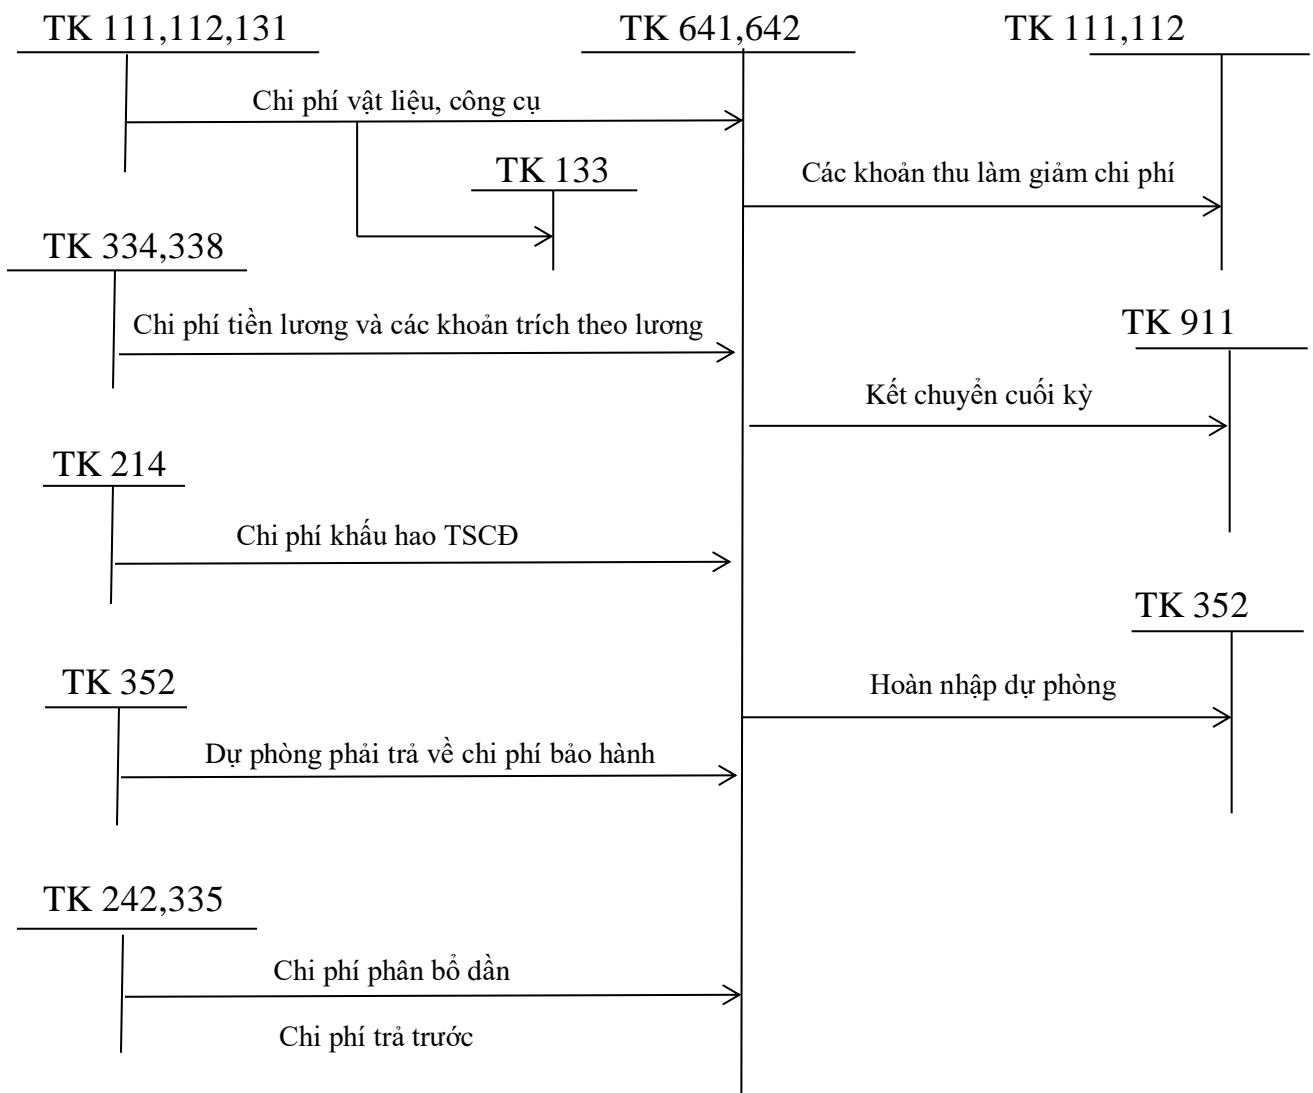 TK 111,112,131
TK 641,642
TK 111,112
Chi phí vật liệu, công cụ
TK 133
Các khoản thu làm giảm chi phí
TK 334,338
Chi phí tiền lương và các khoản trích theo lương
TK 911
Kết chuyển cuối kỳ
TK 214
Chi phí khấu hao TSCĐ
TK 352
TK 352
Hoàn nhập dự phòng
Dự phòng phải trả về chi phí bảo hành
TK 242,335
Chi phí phân bổ dần
Chi phí trả trước